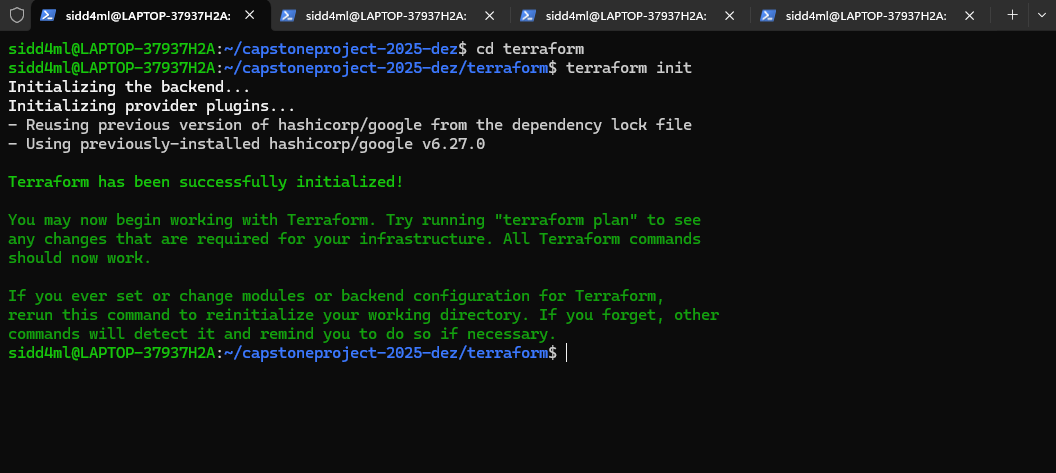 sidd4ml@LAPTOP-37937H2A: sidd4ml@LAPTOP-37937H2A: sidd4ml@LAPTOP-37937H2A: sidd4ml@LAPTOP-37937H2A:
sidd4ml@LAPTOP-37937H2A:~/capstoneproject-2025-dez$ cd terraform
sidd4ml@LAPTOP-37937H2A:~/capstoneproject-2025-dez/terraform$ terraform init
Initializing the backend...
Initializing provider plugins...
- Reusing previous version of hashicorp/google from the dependency lock file
- Using previously-installed hashicorp/google v6.27.0
Terraform has been successfully initialized!
You may now begin working with Terraform. Try running "terraform plan" to see
any changes that are required for your infrastructure. All Terraform commands
should now work.
If you ever set or change modules or backend configuration for Terraform,
rerun this command to reinitialize your working directory. If you forget, other
commands will detect it and remind you to do so if necessary.
sidd4ml@LAPTOP-37937H2A:~/capstoneproject-2025-dez/terraform$